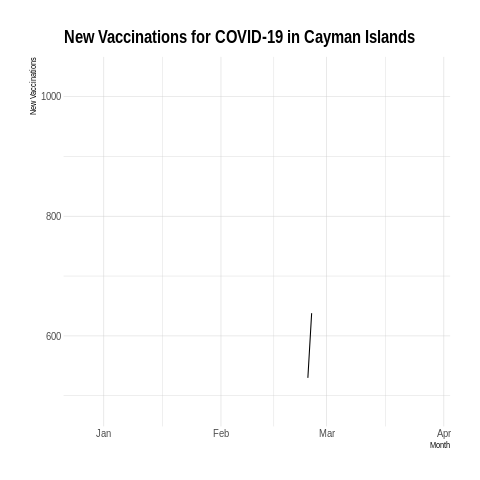 New Vaccinations for COVID-19 in Cayman Islands
New Vaccinations
1000
800
600
Jan Feb Mar Apr
Month